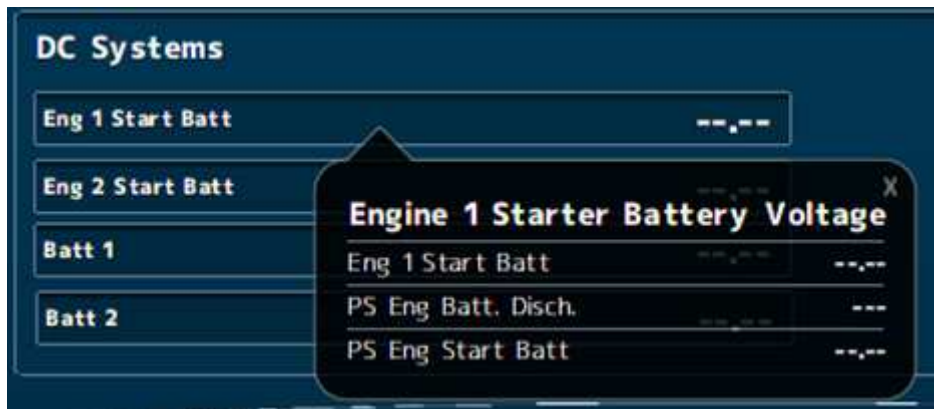 DC Systems
Eng 1 Start Batt --.--
Eng 2 Start Batt --.--
Batt 1 --.--
Batt 2 --.--
X
Engine 1 Starter Battery Voltage
Eng 1 Start Batt --.--
PS Eng Batt. Disch. ---
PS Eng Start Batt --.--